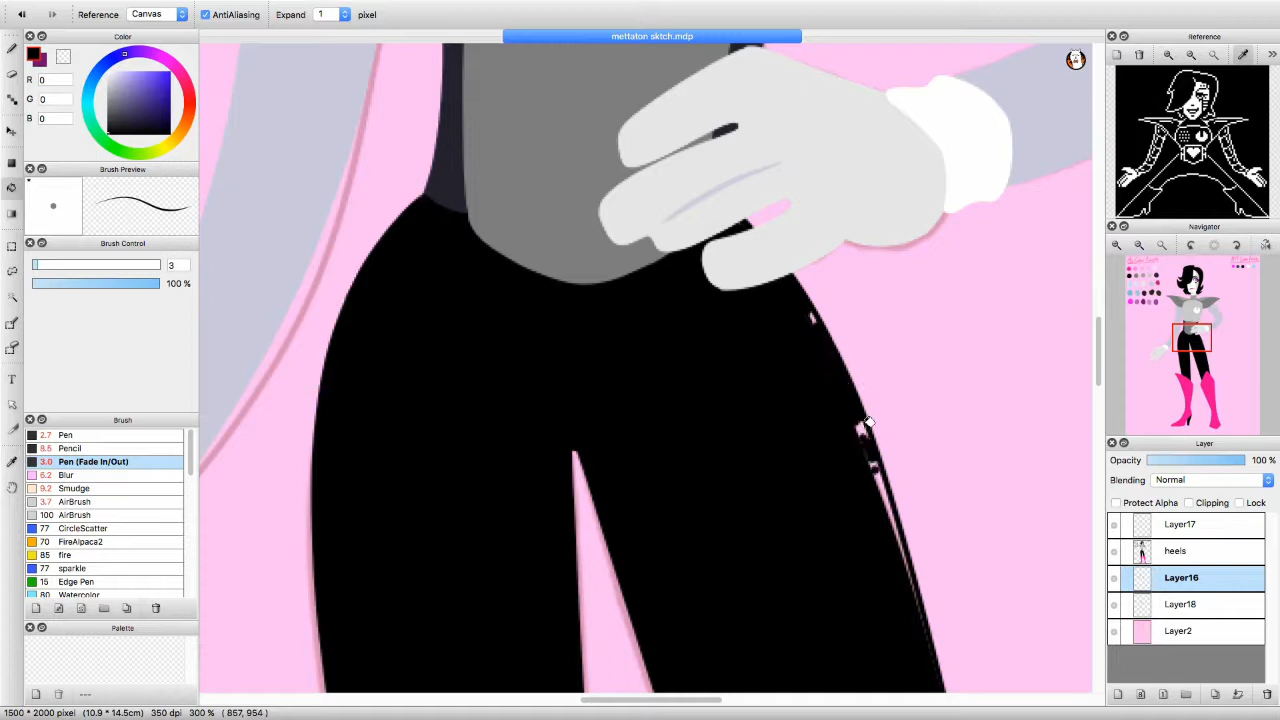 Reference Canvas AntiAliasing Expand 1 pixel
mettaton sktch.mdp
Color
R 0
G 0
B 0
Brush Preview
Brush Control
3
100 %
Brush
2.7 Pen
8.5 Pencil
3.0 Pen (Fade In/Out)
6.2 Blur
9.2 Smudge
3.7 AirBrush
100 AirBrush
77 CircleScatter
70 FireAlpaca2
85 fire
77 sparkle
15 Edge Pen
80 Watercolor
Palette
---
Reference
Navigator
Layer
Opacity 100 %
Blending Normal
Protect Alpha Clipping Lock
Layer17
heels
Layer16
Layer18
Layer2
1500 * 2000 pixel (10.9 * 14.5cm) 350 dpi 300 % ( 857, 954 )